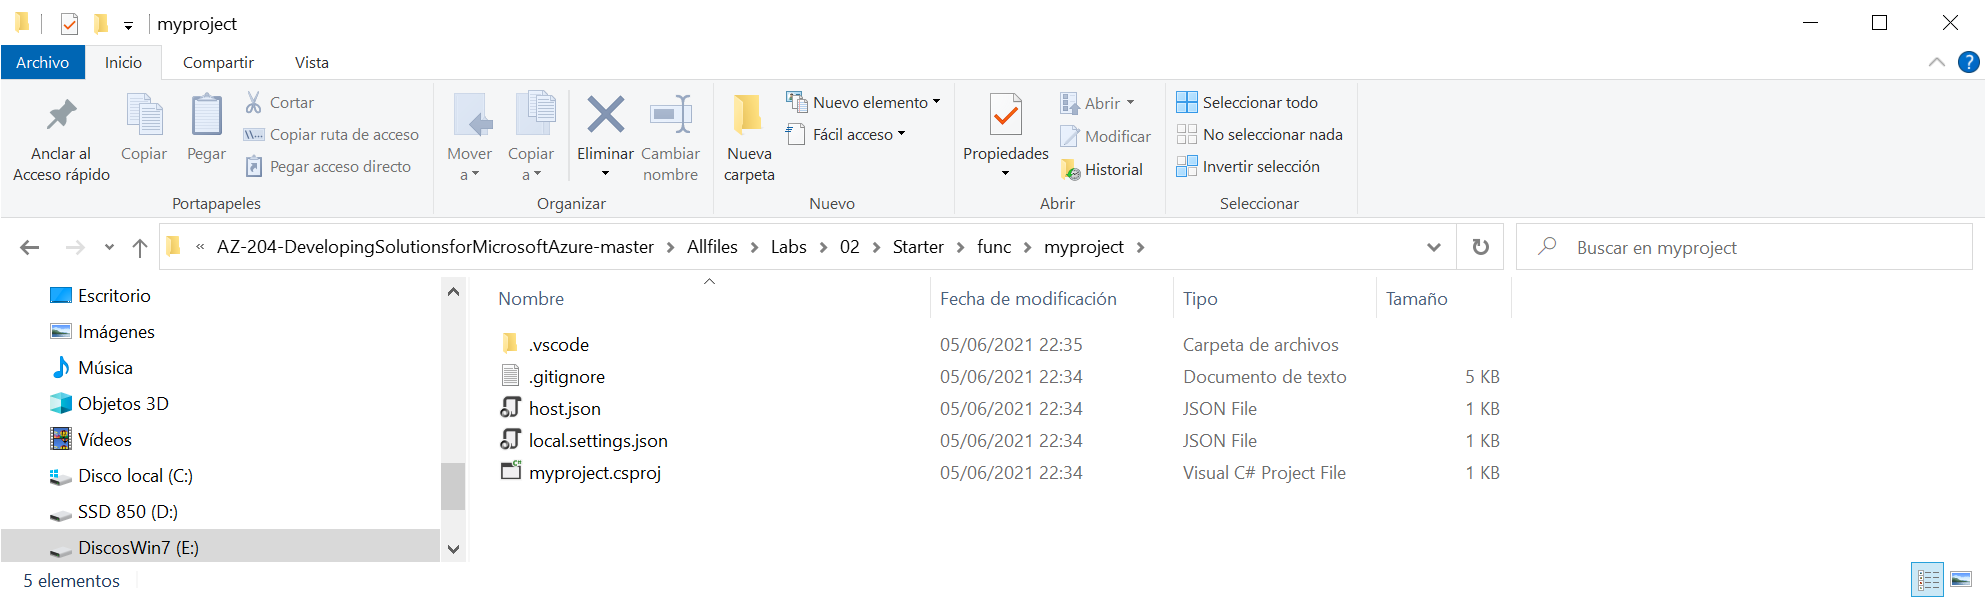 myproject
Archivo Inicio Compartir Vista
Anclar al
Acceso rápido
Copiar
Pegar
Cortar
Copiar ruta de acceso
Pegar acceso directo
Portapapeles
Mover
a
Copiar
a
Eliminar
Cambiar
nombre
Organizar
Nueva
carpeta
Nuevo elemento
Fácil acceso
Nuevo
Propiedades
Abrir
Modificar
Historial
Abrir
Seleccionar todo
No seleccionar nada
Invertir selección
Seleccionar
« AZ-204-DevelopingSolutionsforMicrosoftAzure-master > Allfiles > Labs > 02 > Starter > func > myproject >
Buscar en myproject
Escritorio
Imágenes
Música
Objetos 3D
Vídeos
Disco local (C:)
SSD 850 (D:)
DiscosWin7 (E:)
Nombre Fecha de modificación Tipo Tamaño
.vscode 05/06/2021 22:35 Carpeta de archivos
.gitignore 05/06/2021 22:34 Documento de texto 5 KB
host.json 05/06/2021 22:34 JSON File 1 KB
local.settings.json 05/06/2021 22:34 JSON File 1 KB
myproject.csproj 05/06/2021 22:34 Visual C# Project File 1 KB
5 elementos